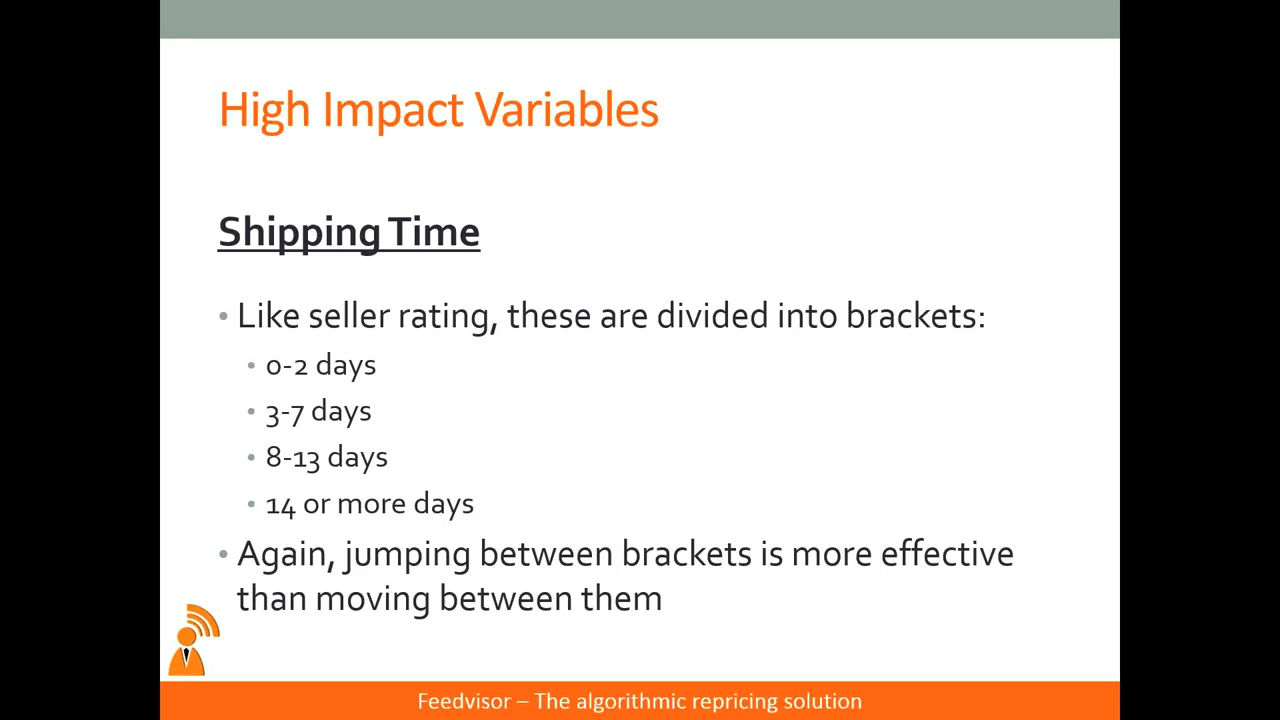 High Impact Variables
Shipping Time
• Like seller rating, these are divided into brackets:
• 0-2 days
• 3-7 days
• 8-13 days
• 14 or more days
• Again, jumping between brackets is more effective
than moving between them
Feedvisor – The algorithmic repricing solution